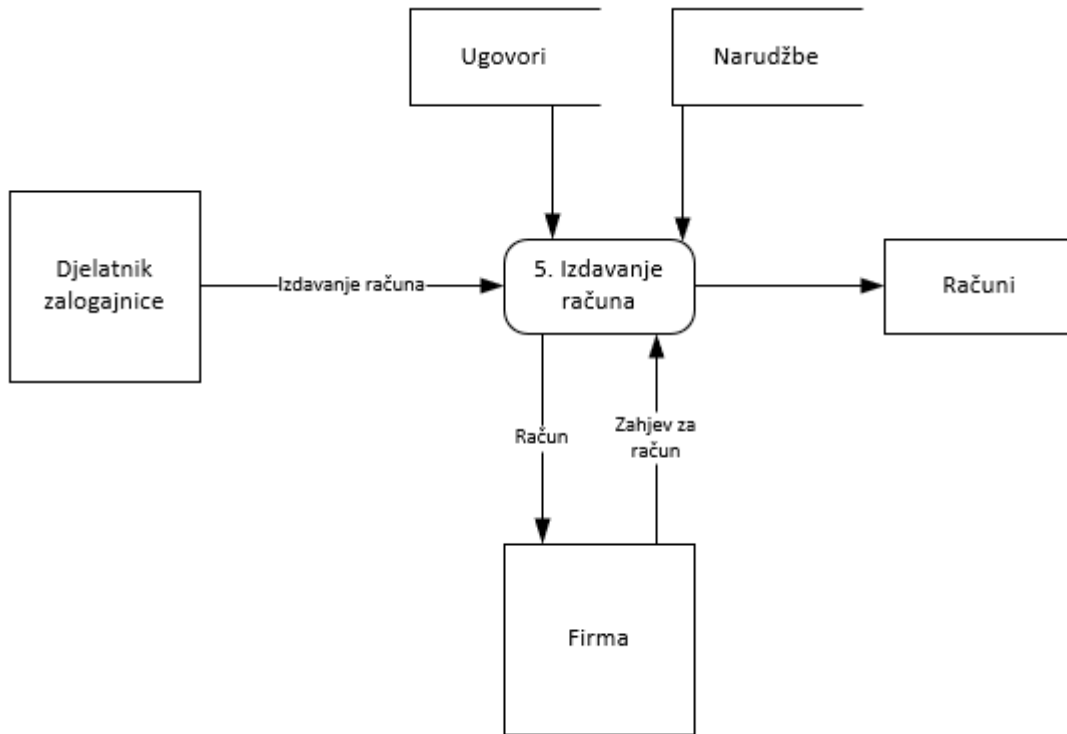 Ugovori
Narudžbe
Djelatnik
zalogajnice
Izdavanje računa
5. Izdavanje
računa
Računi
Račun
Zahjev za
račun
Firma